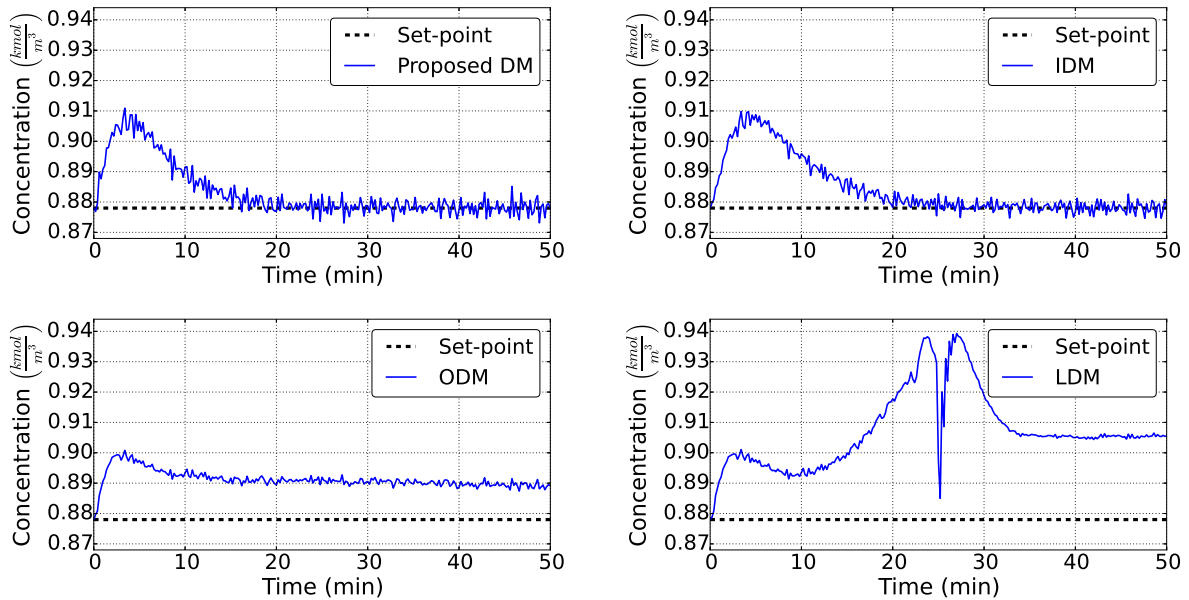 0.94
0.93
0.92
0.91
0.90
0.89
0.88
0.87
Concentration (kmol/m³)
0 10 20 30 40 50
Time (min)
Set-point
Proposed DM
0.94
0.93
0.92
0.91
0.90
0.89
0.88
0.87
Concentration (kmol/m³)
0 10 20 30 40 50
Time (min)
Set-point
IDM
0.94
0.93
0.92
0.91
0.90
0.89
0.88
0.87
Concentration (kmol/m³)
0 10 20 30 40 50
Time (min)
Set-point
ODM
0.94
0.93
0.92
0.91
0.90
0.89
0.88
0.87
Concentration (kmol/m³)
0 10 20 30 40 50
Time (min)
Set-point
LDM